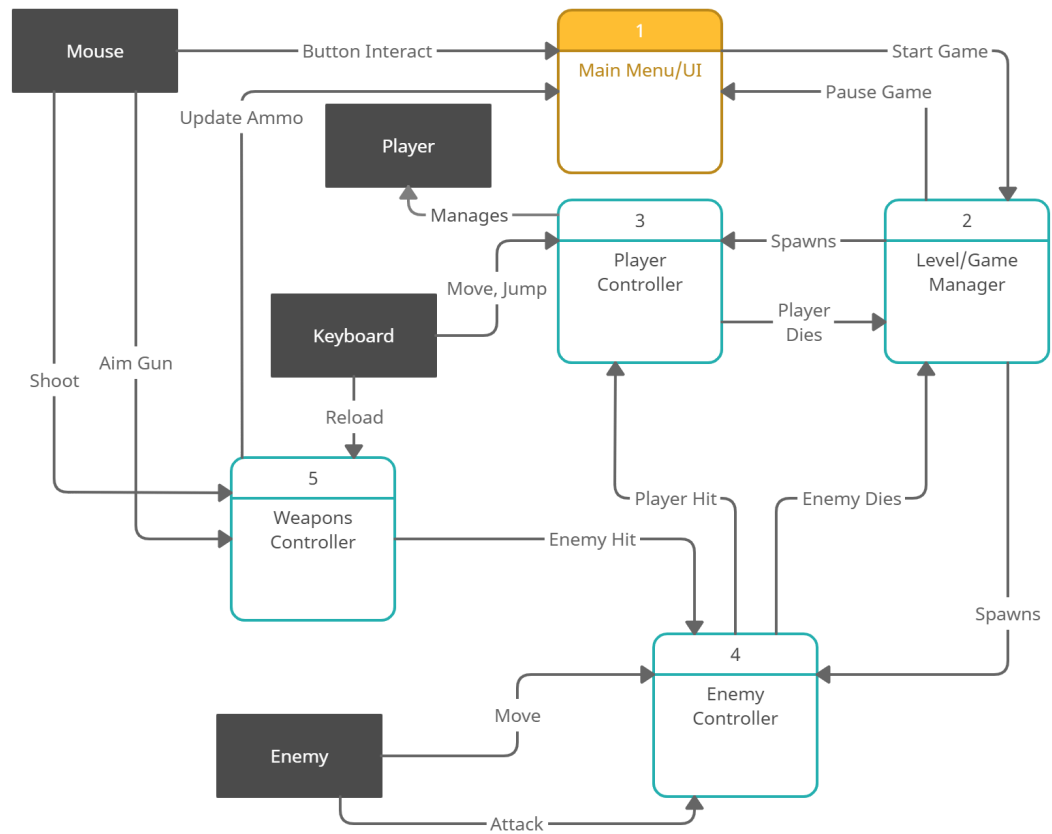 Mouse
Button Interact
1
Main Menu/UI
Start Game
Pause Game
Update Ammo
Player
Manages
3
Player
Controller
Spawns
2
Level/Game
Manager
Move, Jump
Keyboard
Player
Dies
Aim Gun
Shoot
Reload
5
Weapons
Controller
Player Hit
Enemy Dies
Enemy Hit
Spawns
4
Enemy
Controller
Move
Enemy
Attack